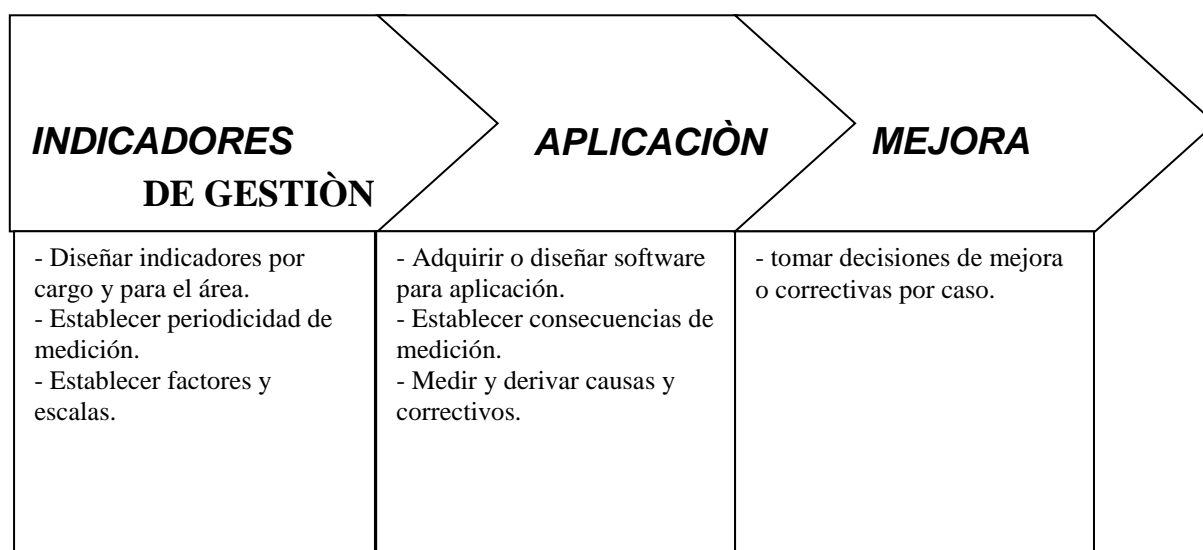 INDICADORES
DE GESTIÒN
APLICACIÒN
MEJORA
- Diseñar indicadores por
cargo y para el área.
- Establecer periodicidad de
medición.
- Establecer factores y
escalas.
- Adquirir o diseñar software
para aplicación.
- Establecer consecuencias de
medición.
- Medir y derivar causas y
correctivos.
- tomar decisiones de mejora
o correctivas por caso.